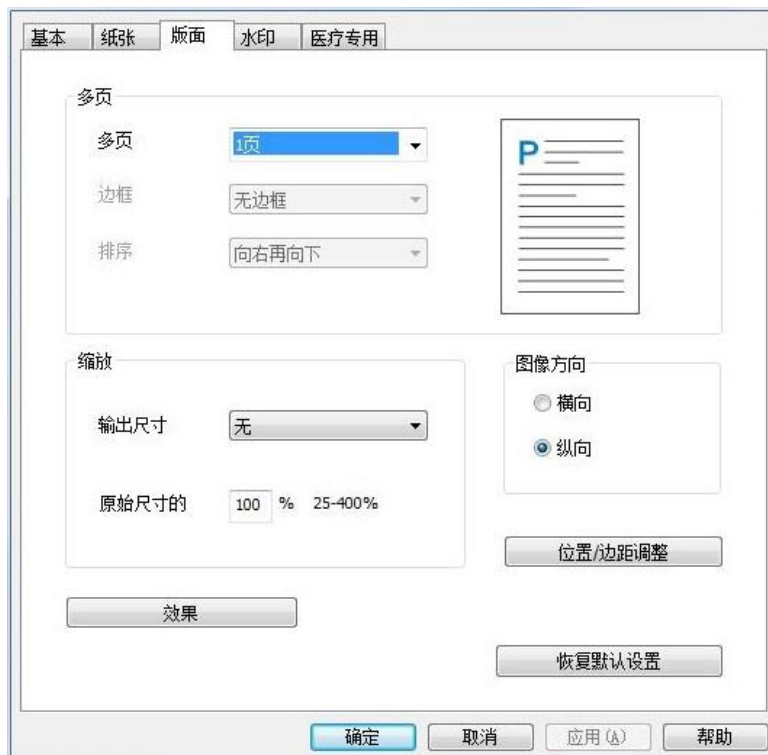 基本 纸张 版面 水印 医疗专用
多页
多页 1页
P
边框 无边框
排序 向右再向下
缩放
输出尺寸 无
原始尺寸的 100 % 25-400%
图像方向
横向
纵向
位置/边距调整
效果
恢复默认设置
确定 取消 应用(A) 帮助